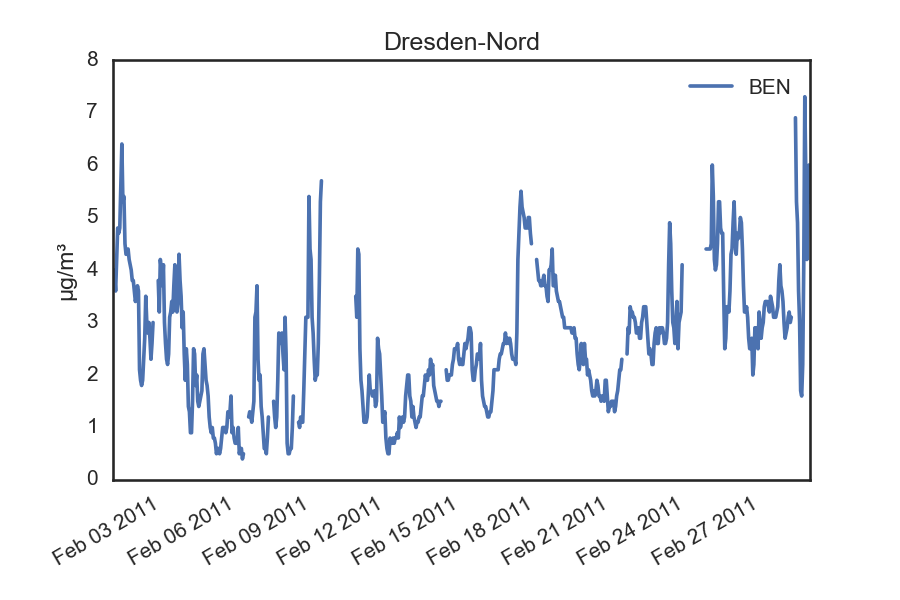 Dresden-Nord
BEN
µg/m³
8
7
6
5
4
3
2
1
0
Feb 03 2011
Feb 06 2011
Feb 09 2011
Feb 12 2011
Feb 15 2011
Feb 18 2011
Feb 21 2011
Feb 24 2011
Feb 27 2011